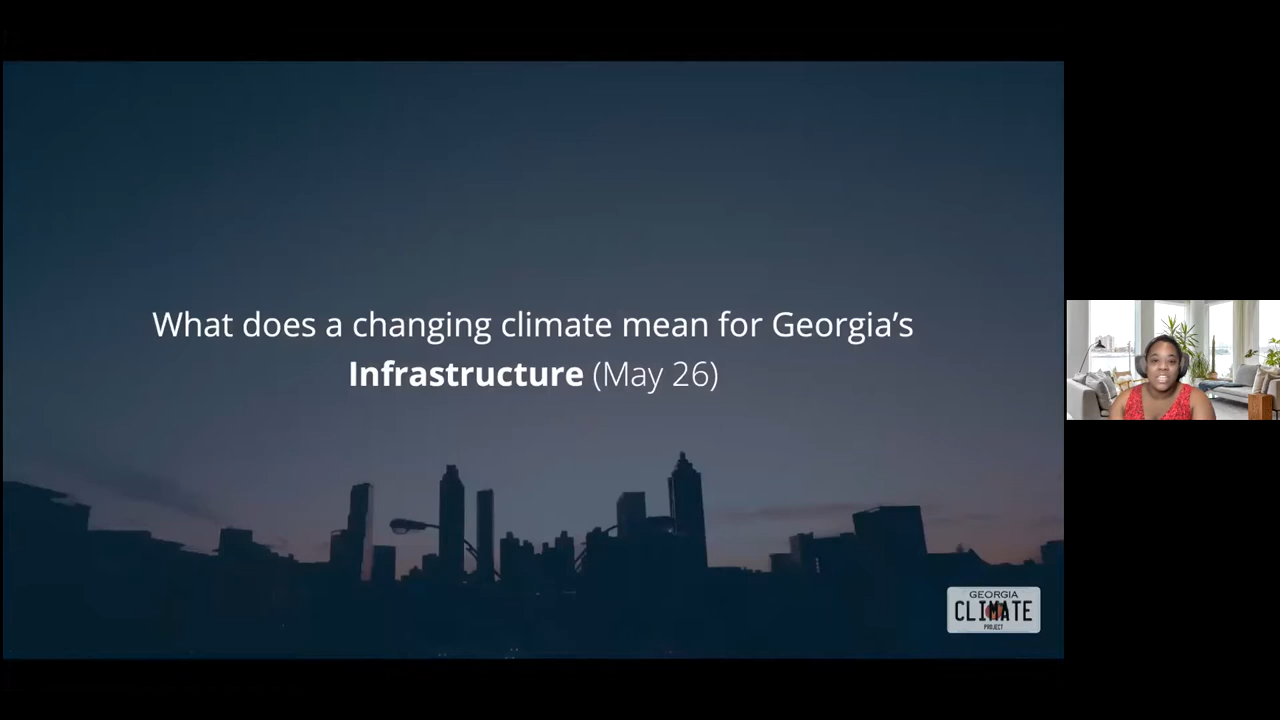 What does a changing climate mean for Georgia’s
Infrastructure (May 26)
GEORGIA
CLIMATE
PROJECT